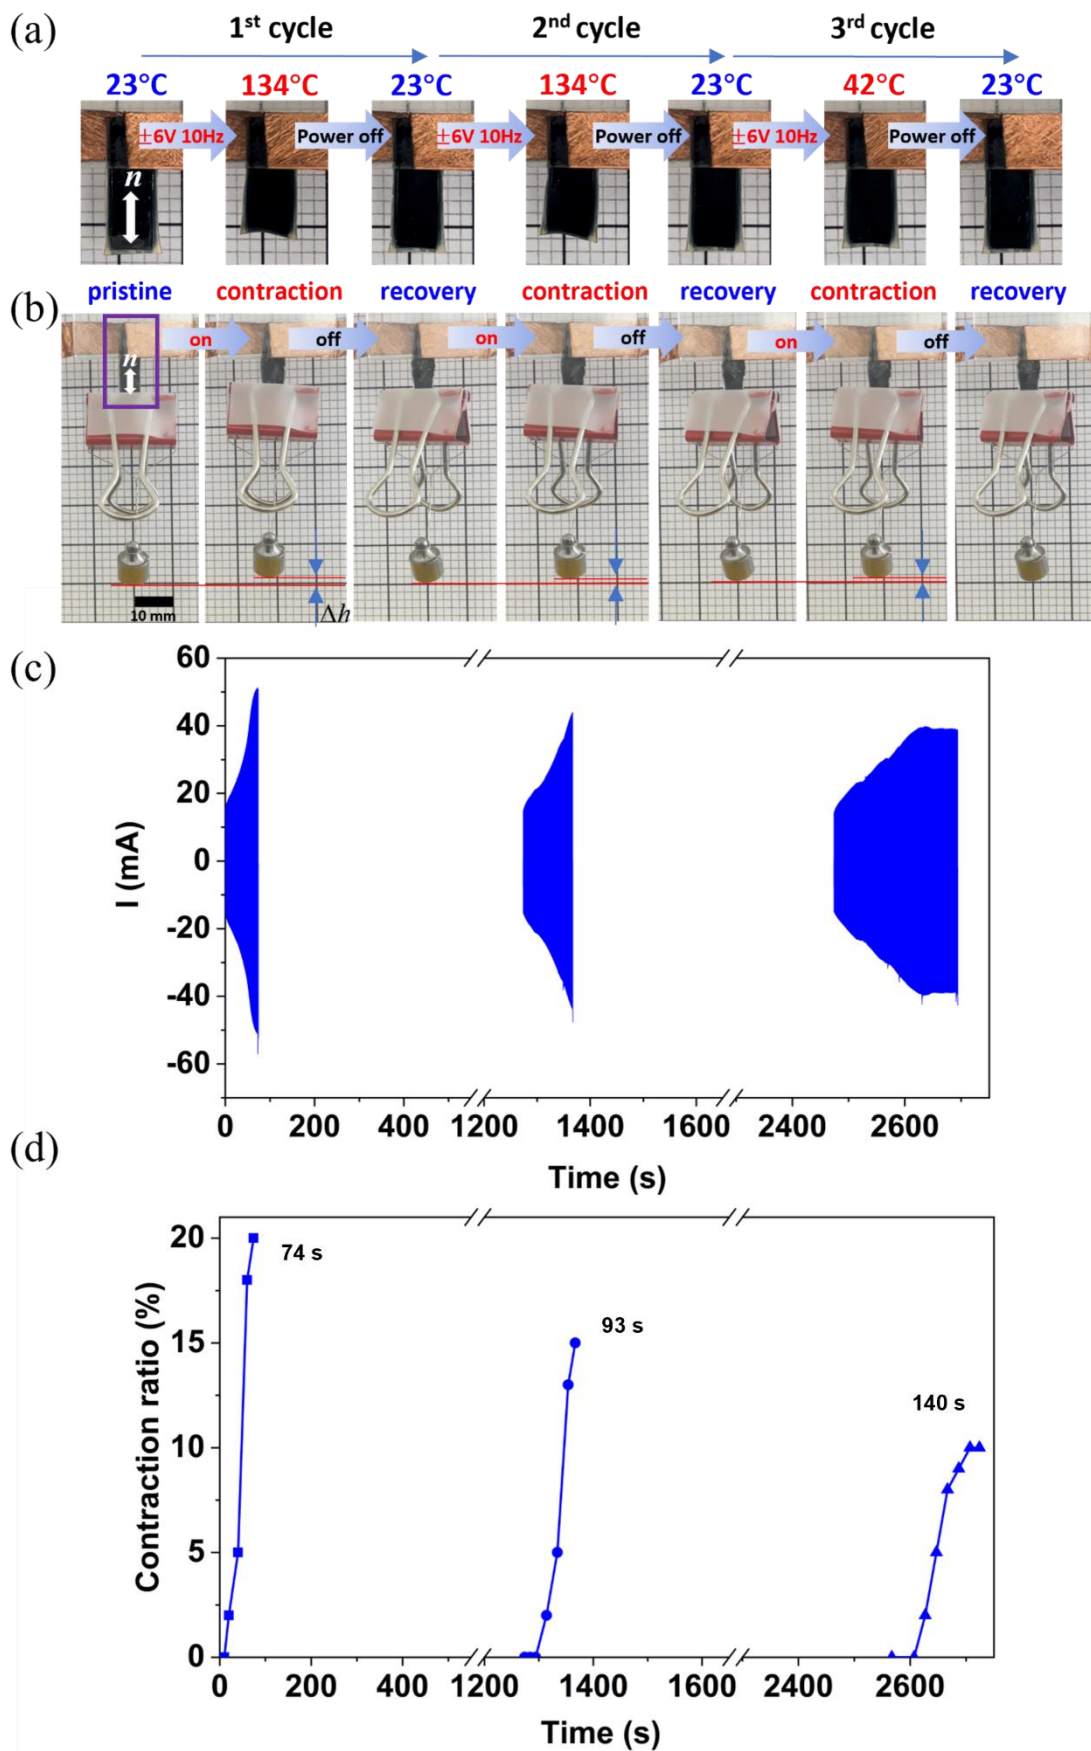 (a)
1st cycle 2nd cycle 3rd cycle
23°C 134°C 23°C 134°C 23°C 42°C 23°C
±6V 10Hz Power off ±6V 10Hz Power off ±6V 10Hz Power off
n
pristine contraction recovery contraction recovery contraction recovery
(b)
on off on off on off
n
10 mm
Δh
(c)
60
40
20
0
-20
-40
-60
I (mA)
0 200 400 1200 1400 1600 2400 2600
Time (s)
(d)
20
15
10
5
0
Contraction ratio (%)
74 s
93 s
140 s
0 200 400 1200 1400 1600 2400 2600
Time (s)